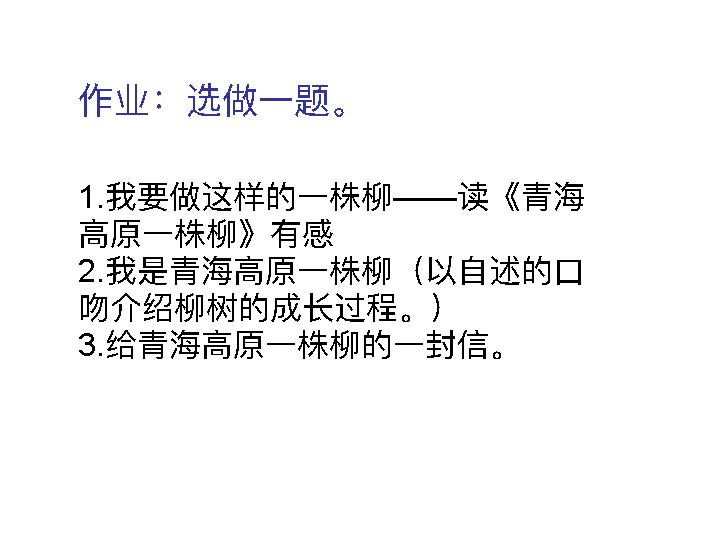 作业：选做一题。
1.我要做这样的一株柳——读《青海
高原一株柳》有感
2.我是青海高原一株柳（以自述的口
吻介绍柳树的成长过程。）
3.给青海高原一株柳的一封信。